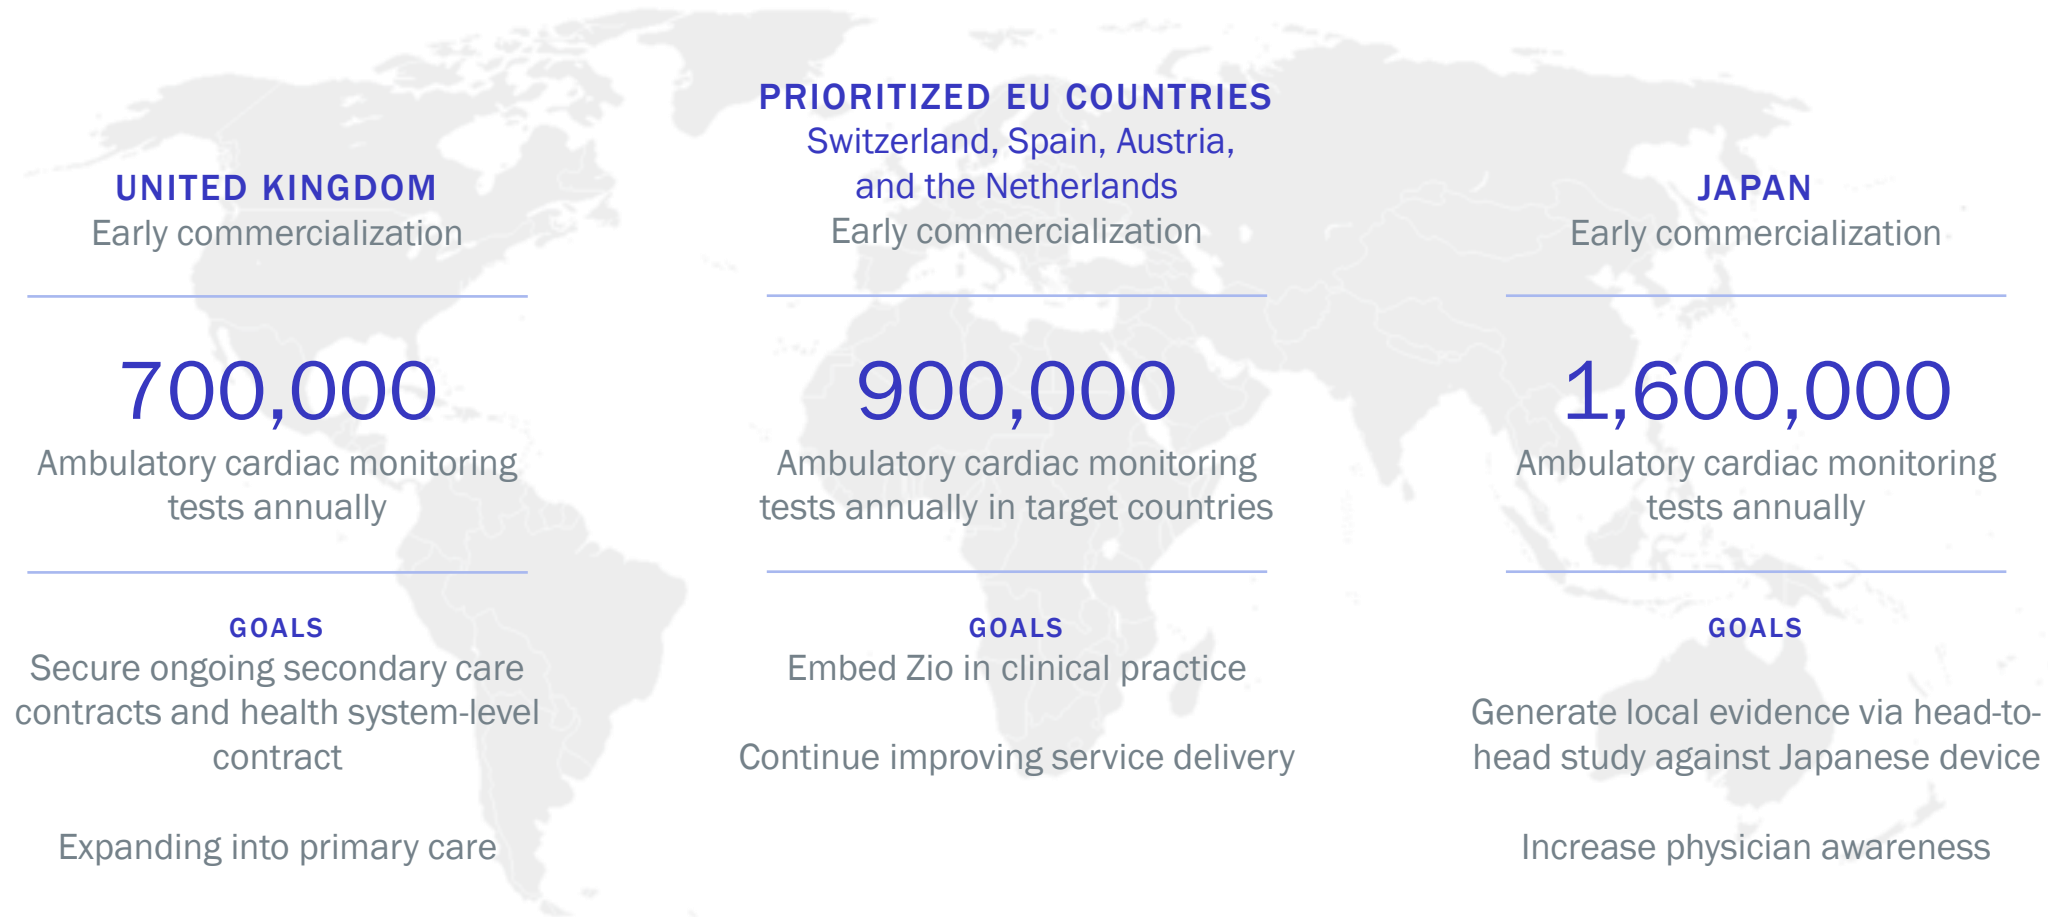 UNITED KINGDOM
Early commercialization
700,000
Ambulatory cardiac monitoring
tests annually
GOALS
Secure ongoing secondary care
contracts and health system-level
contract
Expanding into primary care
PRIORITIZED EU COUNTRIES
Switzerland, Spain, Austria,
and the Netherlands
Early commercialization
900,000
Ambulatory cardiac monitoring
tests annually in target countries
GOALS
Embed Zio in clinical practice
Continue improving service delivery
JAPAN
Early commercialization
1,600,000
Ambulatory cardiac monitoring
tests annually
GOALS
Generate local evidence via head-to-
head study against Japanese device
Increase physician awareness